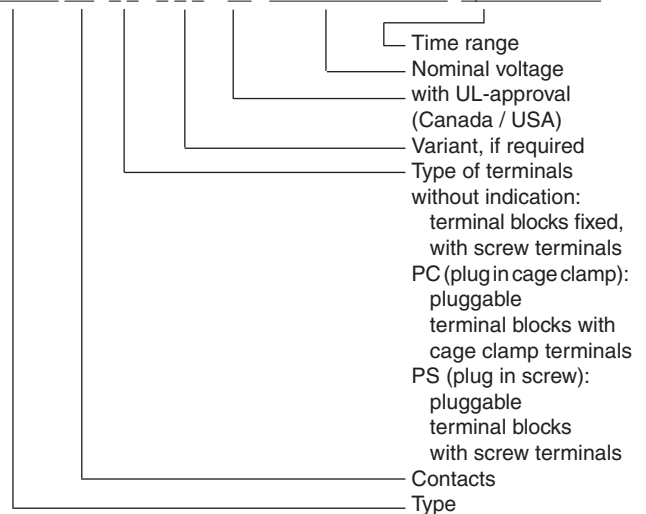 Time range
Nominal voltage
with UL-approval
(Canada / USA)
Variant, if required
Type of terminals
without indication:
terminal blocks fixed,
with screw terminals
PC (plug in cage clamp):
pluggable
terminal blocks with
cage clamp terminals
PS (plug in screw):
pluggable
terminal blocks
with screw terminals
Contacts
Type